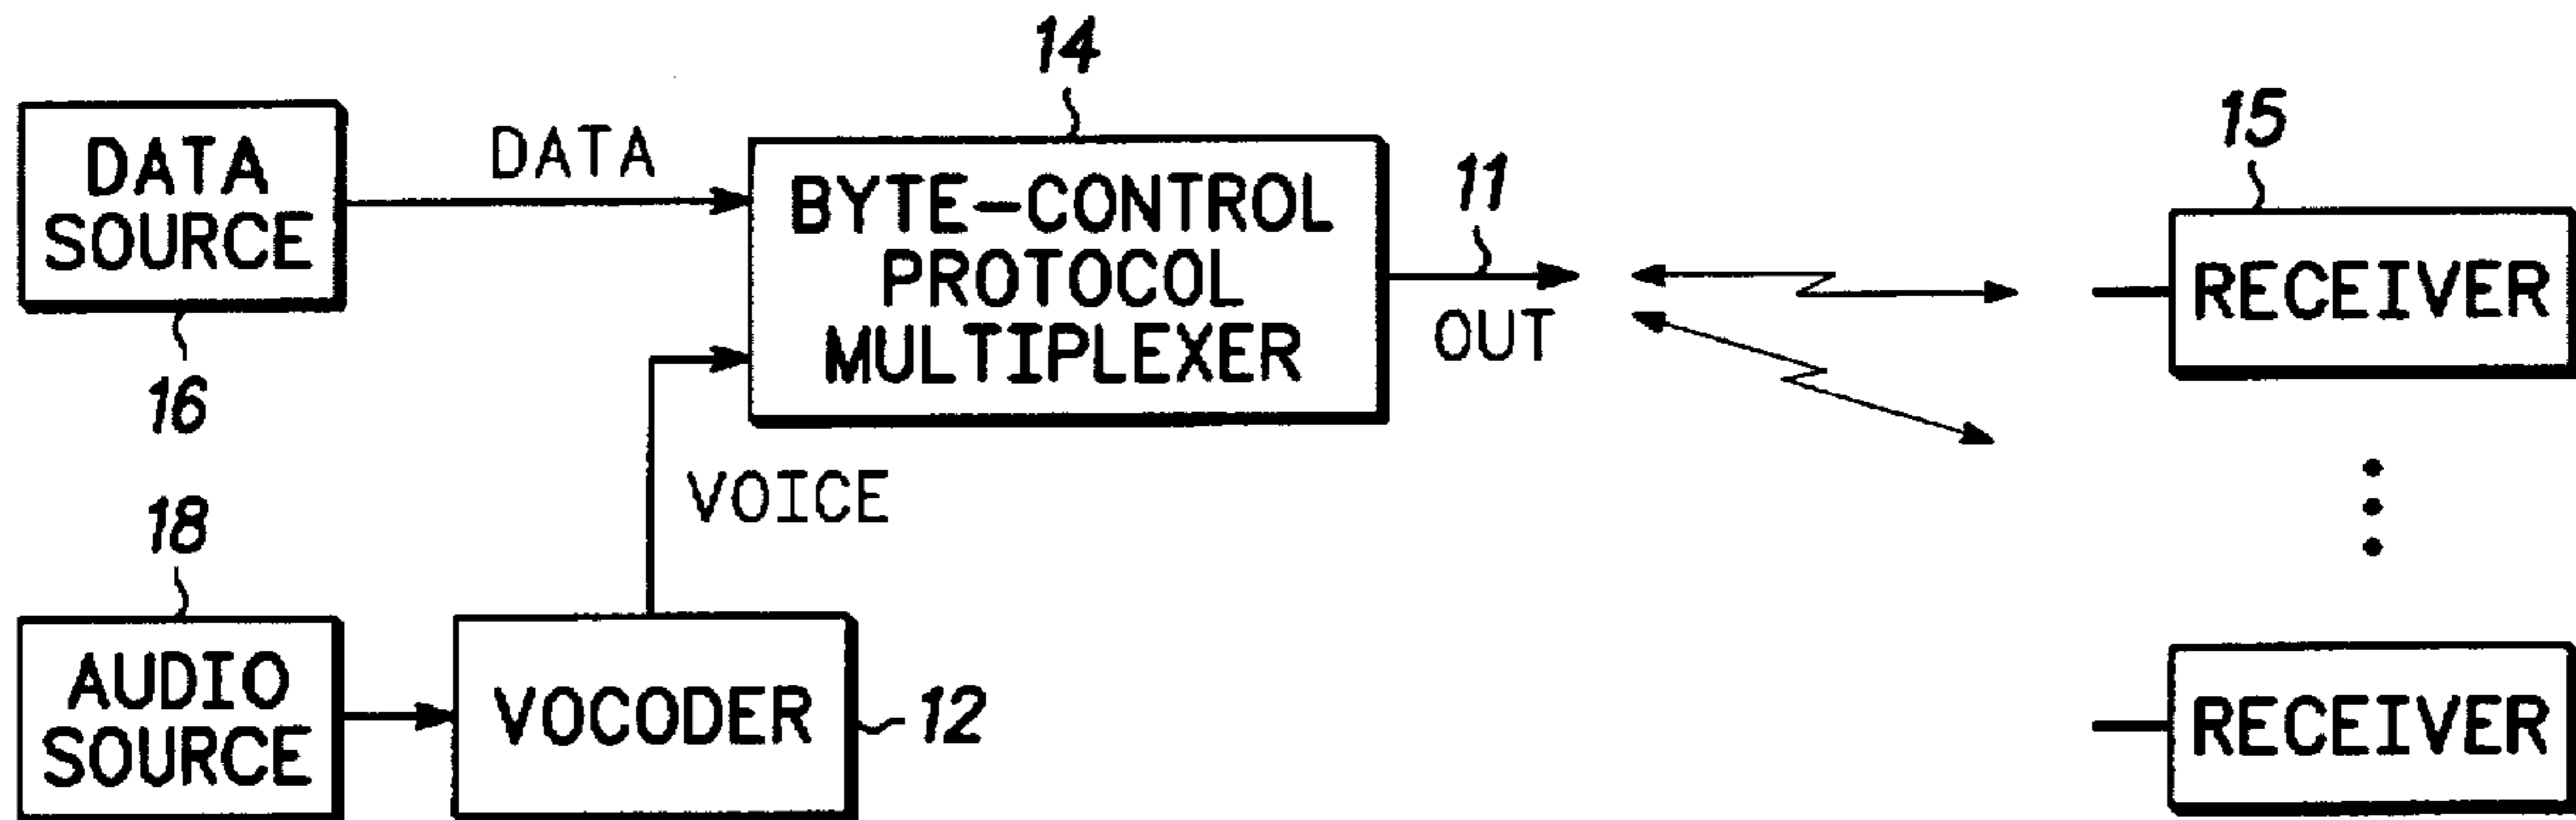 14
DATA
SOURCE
DATA
BYTE-CONTROL
PROTOCOL
MULTIPLEXER
11
OUT
15
RECEIVER
16
18
VOICE
AUDIO
SOURCE
VOCODER
12
RECEIVER